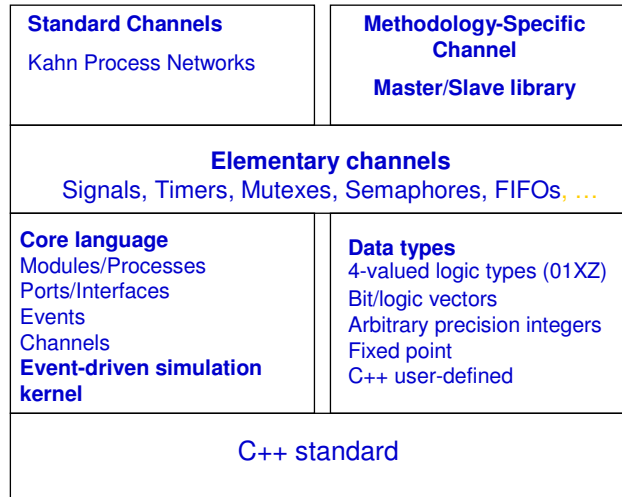 Standard Channels
Kahn Process Networks
Methodology-Specific
Channel
Master/Slave library
Elementary channels
Signals, Timers, Mutexes, Semaphores, FIFOs, ...
Core language
Modules/Processes
Ports/Interfaces
Events
Channels
Event-driven simulation
kernel
Data types
4-valued logic types (01XZ)
Bit/logic vectors
Arbitrary precision integers
Fixed point
C++ user-defined
C++ standard